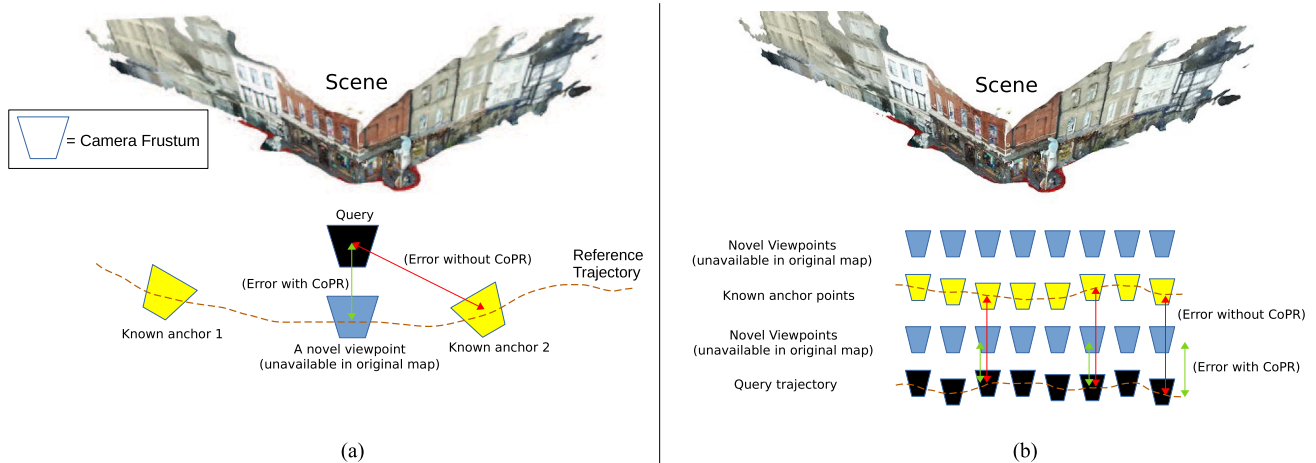 Scene
= Camera Frustum
Query
(Error without CoPR)
(Error with CoPR)
Reference
Trajectory
Known anchor 1
A novel viewpoint
(unavailable in original map)
Known anchor 2
(a)
Scene
Novel Viewpoints
(unavailable in original map)
Known anchor points
(Error without CoPR)
Novel Viewpoints
(unavailable in original map)
(Error with CoPR)
Query trajectory
(b)